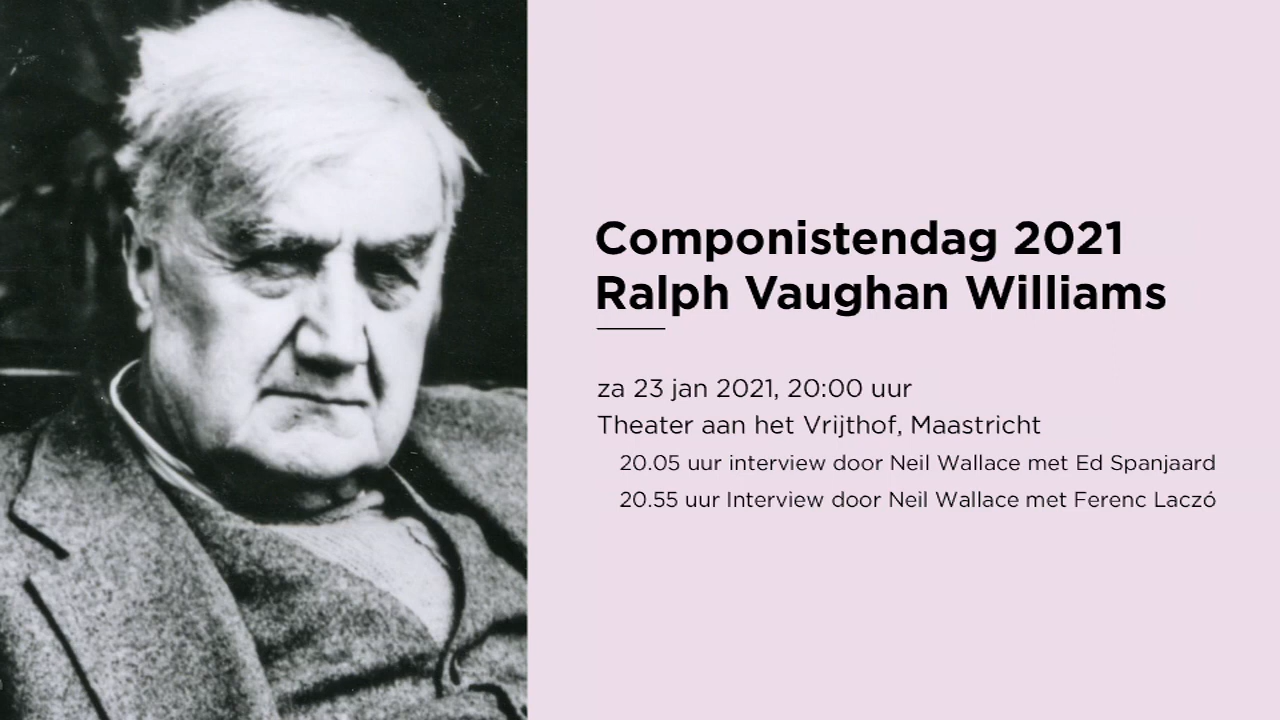 Componistendag 2021
Ralph Vaughan Williams
za 23 jan 2021, 20:00 uur
Theater aan het Vrijthof, Maastricht
20.05 uur interview door Neil Wallace met Ed Spanjaard
20.55 uur Interview door Neil Wallace met Ferenc Laczó